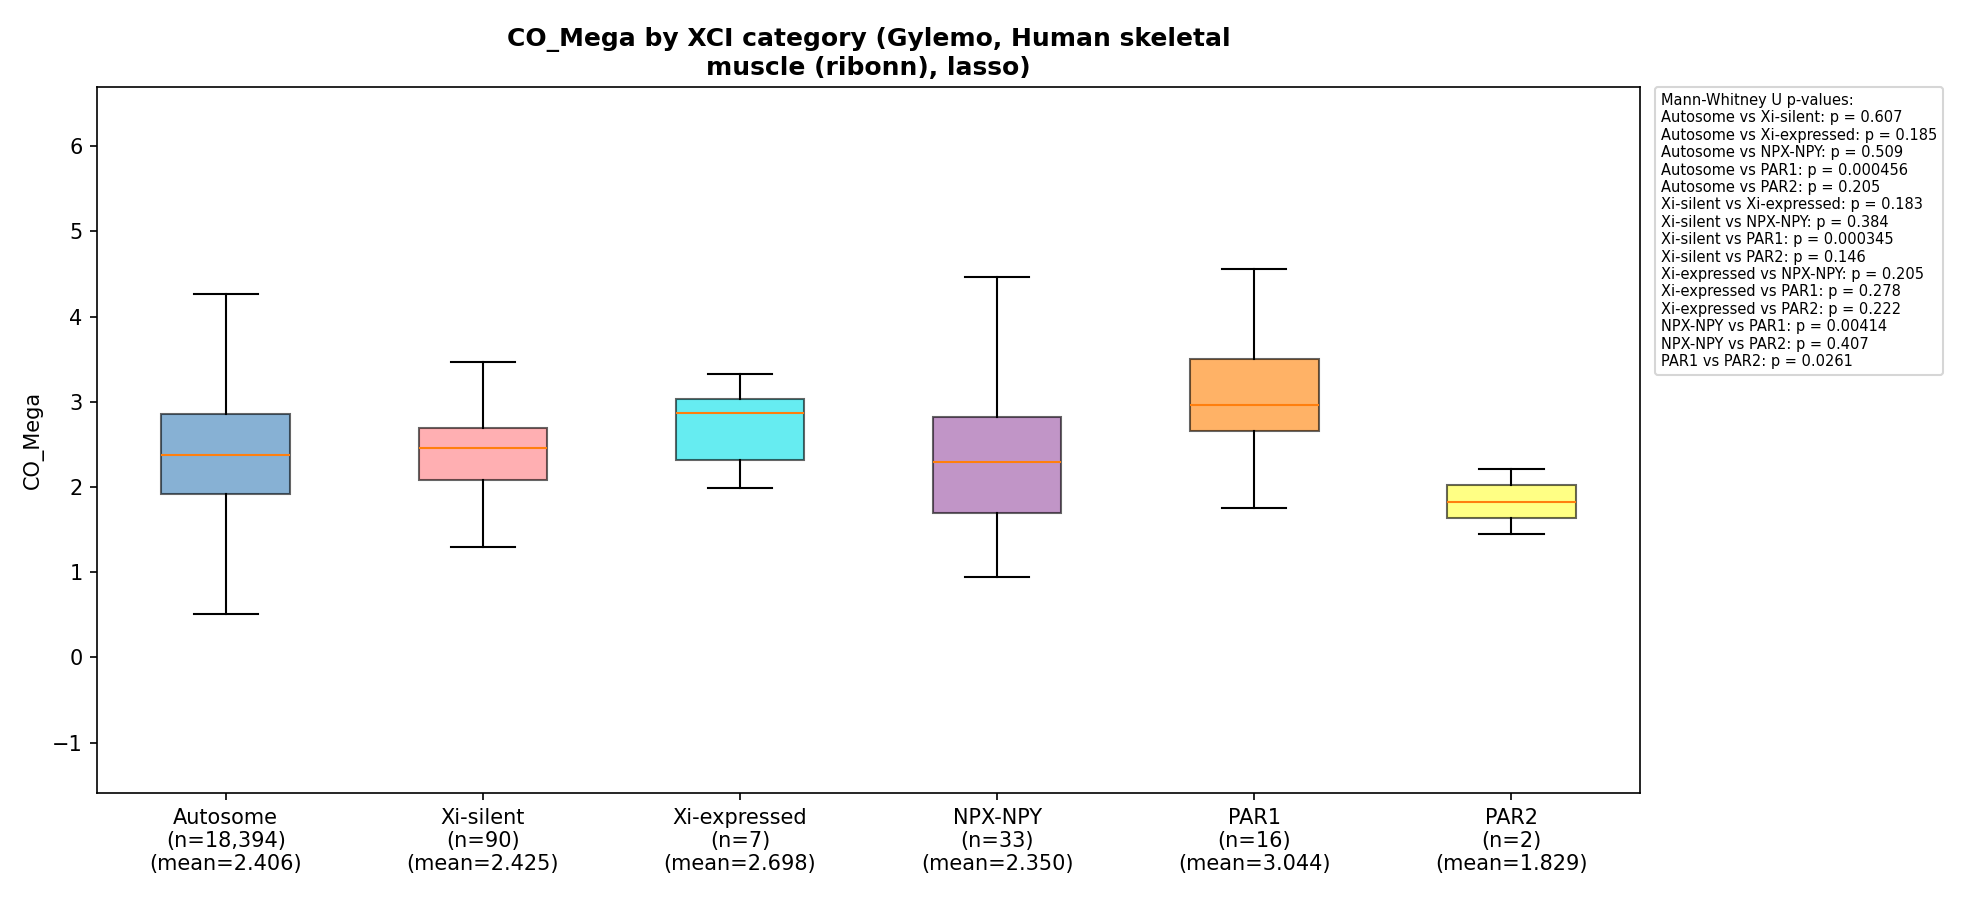 CO_Mega by XCI category (Gylemo, Human skeletal
muscle (ribonn), lasso)
CO_Mega
6
5
4
3
2
1
0
−1
Autosome
(n=18,394)
(mean=2.406)
Xi-silent
(n=90)
(mean=2.425)
Xi-expressed
(n=7)
(mean=2.698)
NPX-NPY
(n=33)
(mean=2.350)
PAR1
(n=16)
(mean=3.044)
PAR2
(n=2)
(mean=1.829)
Mann-Whitney U p-values:
Autosome vs Xi-silent: p = 0.607
Autosome vs Xi-expressed: p = 0.185
Autosome vs NPX-NPY: p = 0.509
Autosome vs PAR1: p = 0.000456
Autosome vs PAR2: p = 0.205
Xi-silent vs Xi-expressed: p = 0.183
Xi-silent vs NPX-NPY: p = 0.384
Xi-silent vs PAR1: p = 0.000345
Xi-silent vs PAR2: p = 0.146
Xi-expressed vs NPX-NPY: p = 0.205
Xi-expressed vs PAR1: p = 0.278
Xi-expressed vs PAR2: p = 0.222
NPX-NPY vs PAR1: p = 0.00414
NPX-NPY vs PAR2: p = 0.407
PAR1 vs PAR2: p = 0.0261